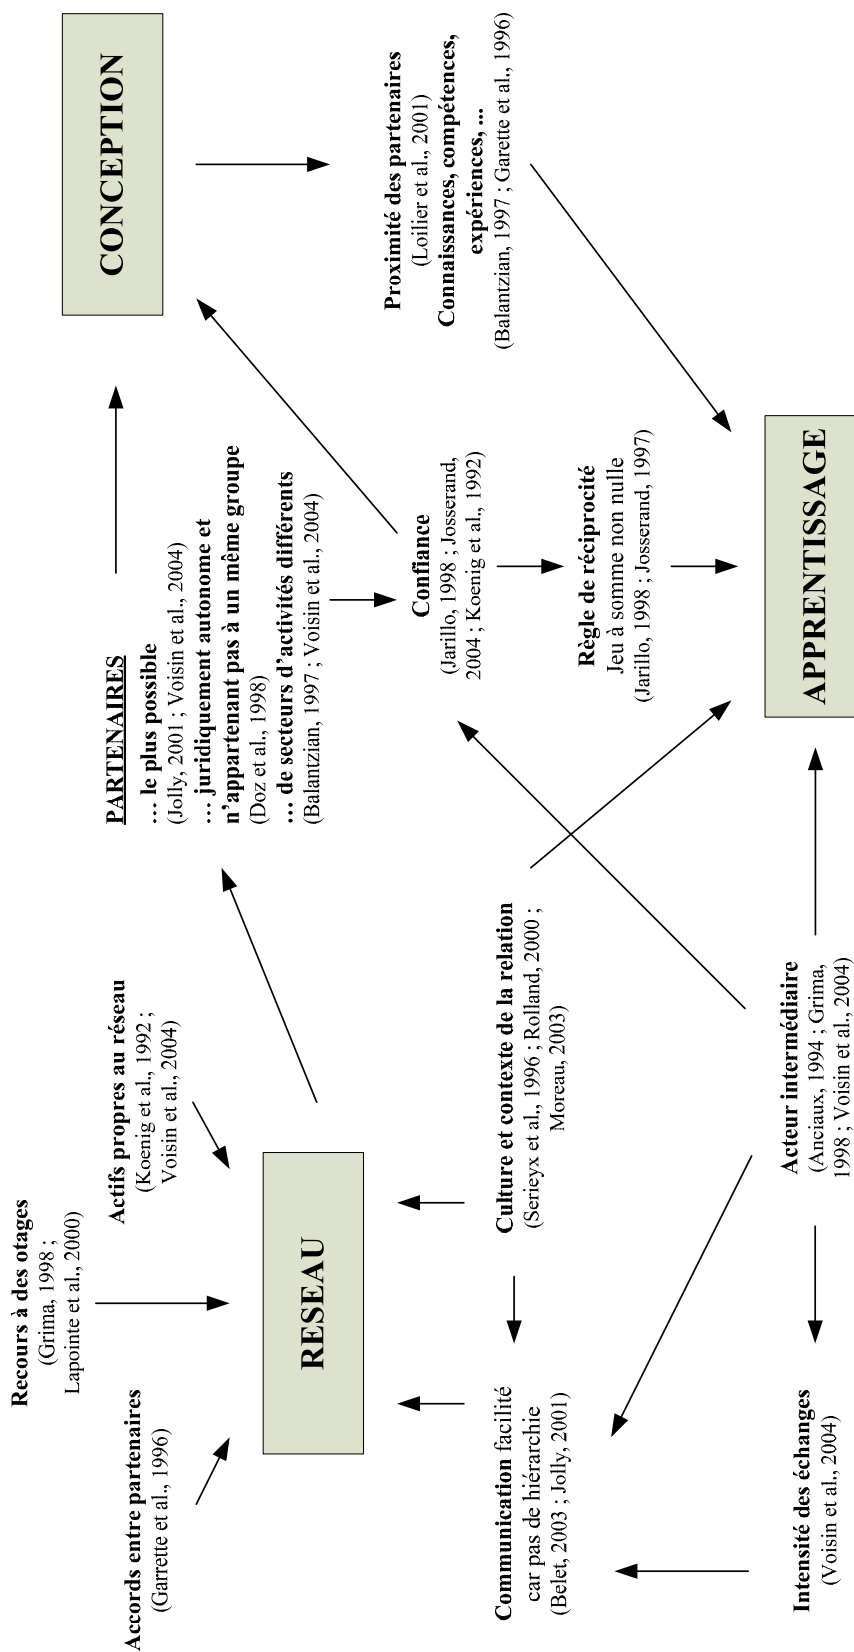 Recours à des otages
(Grima, 1998 ;
Lapointe et al., 2000)
Accords entre partenaires
(Garrette et al., 1996)
Actifs propres au réseau
(Koenig et al., 1992 ;
Voisin et al., 2004)
RESEAU
PARTENAIRES
… le plus possible
(Jolly, 2001 ; Voisin et al., 2004)
… juridiquement autonome et
n’appartenant pas à un même groupe
(Doz et al., 1998)
… de secteurs d’activités différents
(Balantzian, 1997 ; Voisin et al., 2004)
CONCEPTION
Communication facilité
car pas de hiérarchie
(Belet, 2003 ; Jolly, 2001)
Culture et contexte de la relation
(Serieyx et al., 1996 ; Rolland, 2000 ;
Moreau, 2003)
Confiance
(Jarillo, 1998 ; Josserand,
2004 ; Koenig et al., 1992)
Règle de réciprocité
Jeu à somme non nulle
(Jarillo, 1998 ; Josserand, 1997)
Proximité des partenaires
(Loilier et al., 2001)
Connaissances, compétences,
expériences, ...
(Balantzian, 1997 ; Garette et al., 1996)
Intensité des échanges
(Voisin et al., 2004)
Acteur intermédiaire
(Anciaux, 1994 ; Grima,
1998 ; Voisin et al., 2004)
APPRENTISSAGE